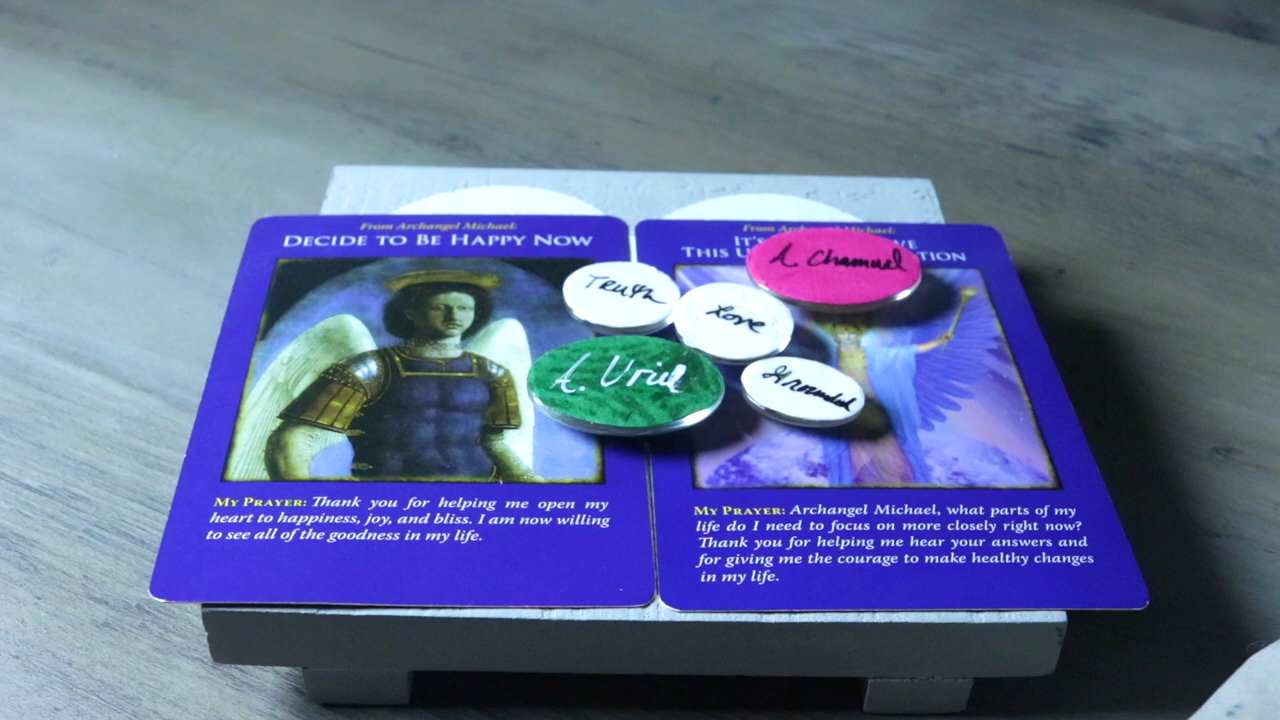 From Archangel Michael:
DECIDE TO BE HAPPY NOW
MY PRAYER: Thank you for helping me open my
heart to happiness, joy, and bliss. I am now willing
to see all of the goodness in my life.
From Archangel Michael:
THIS
MY PRAYER: Archangel Michael, what parts of my
life do I need to focus on more closely right now?
Thank you for helping me hear your answers and
for giving me the courage to make healthy changes
in my life.
A. Chamuel
Truth
Love
A. Uriel
Grounded